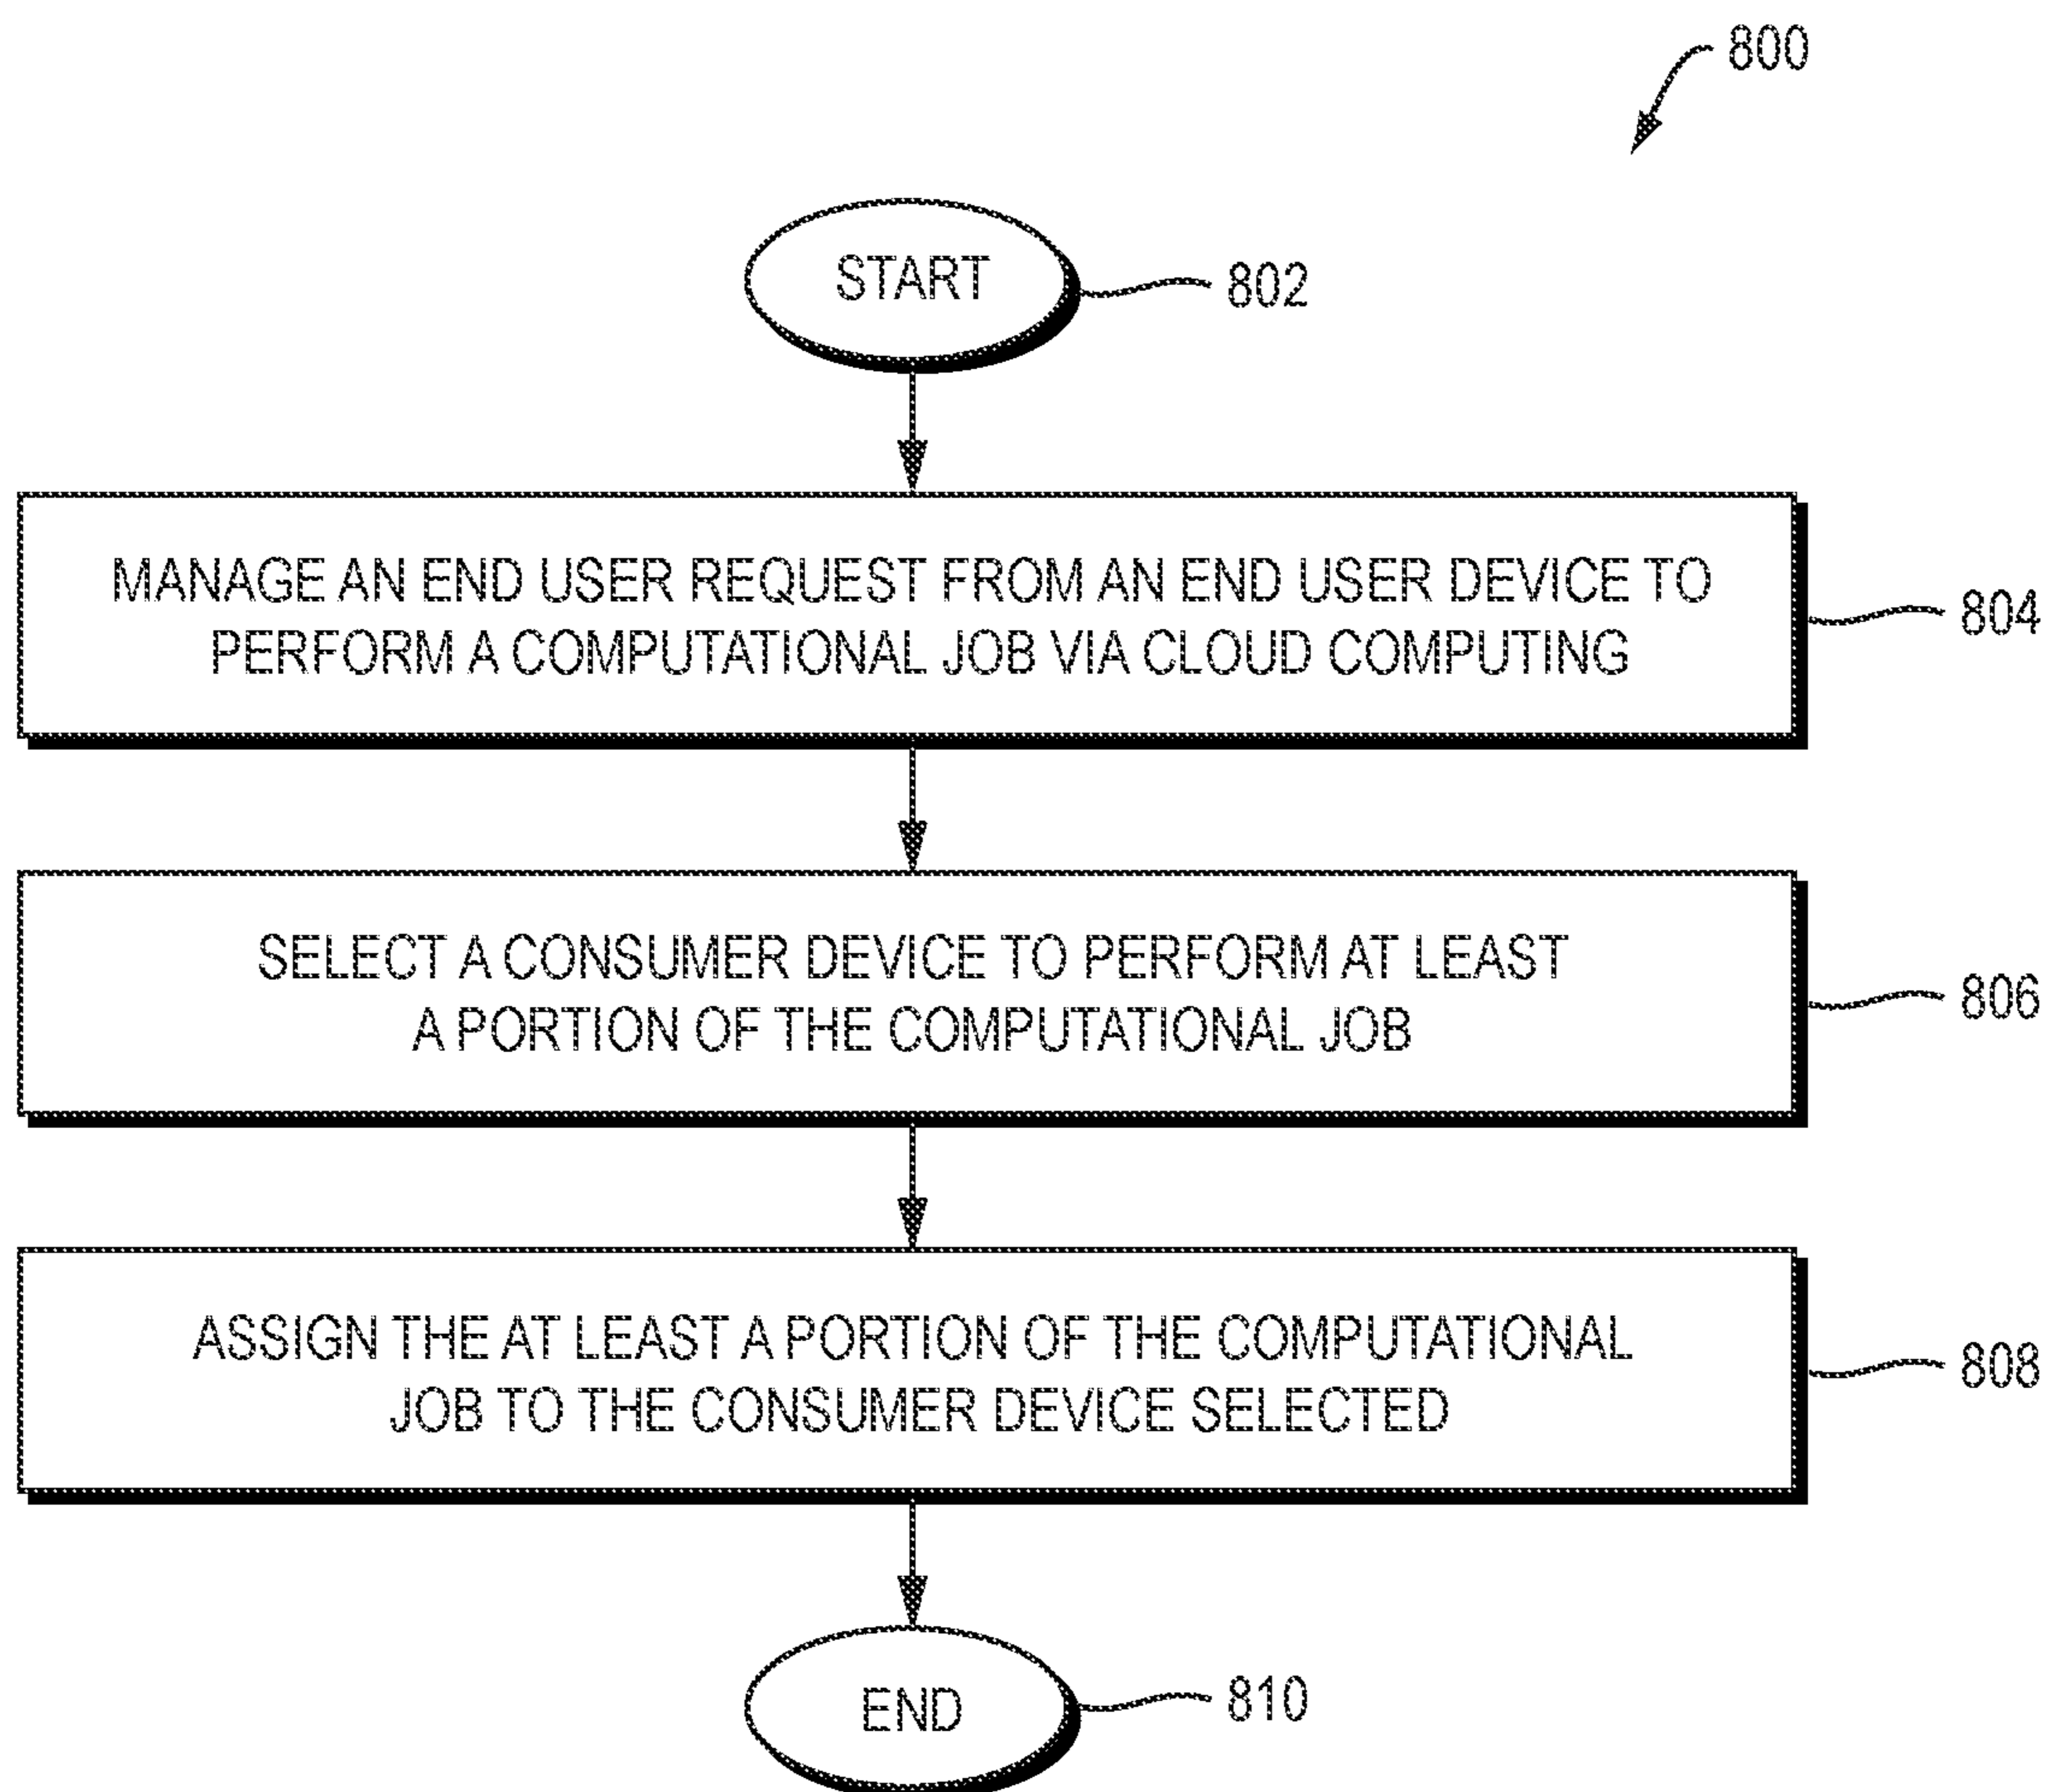 800
START
802
MANAGE AN END USER REQUEST FROM AN END USER DEVICE TO
PERFORM A COMPUTATIONAL JOB VIA CLOUD COMPUTING
804
SELECT A CONSUMER DEVICE TO PERFORM AT LEAST
A PORTION OF THE COMPUTATIONAL JOB
806
ASSIGN THE AT LEAST A PORTION OF THE COMPUTATIONAL
JOB TO THE CONSUMER DEVICE SELECTED
808
END
810